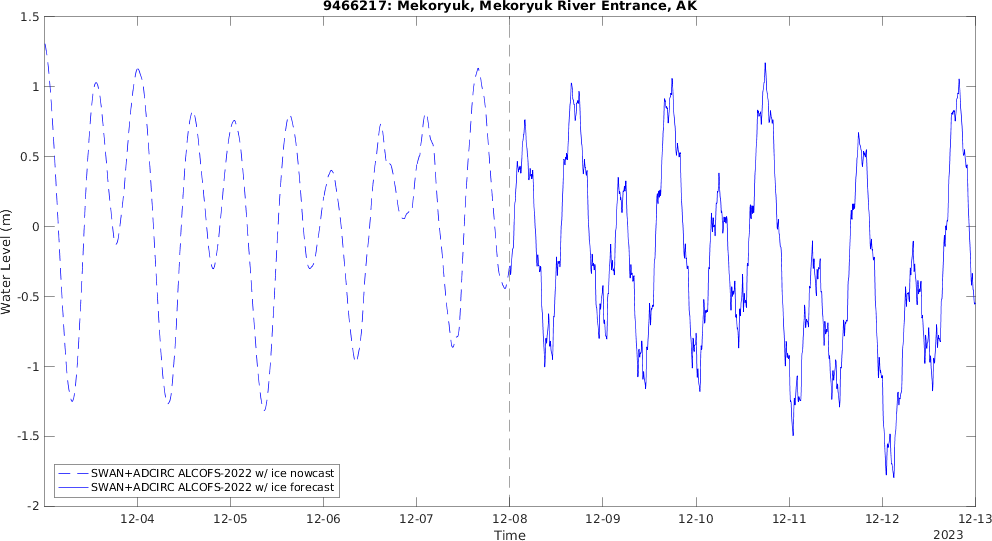 9466217: Mekoryuk, Mekoryuk River Entrance, AK
Water Level (m)
1.5
1
0.5
0
-0.5
-1
-1.5
-2
SWAN+ADCIRC ALCOFS-2022 w/ ice nowcast
SWAN+ADCIRC ALCOFS-2022 w/ ice forecast
12-04 12-05 12-06 12-07 12-08 12-09 12-10 12-11 12-12 12-13
Time
2023